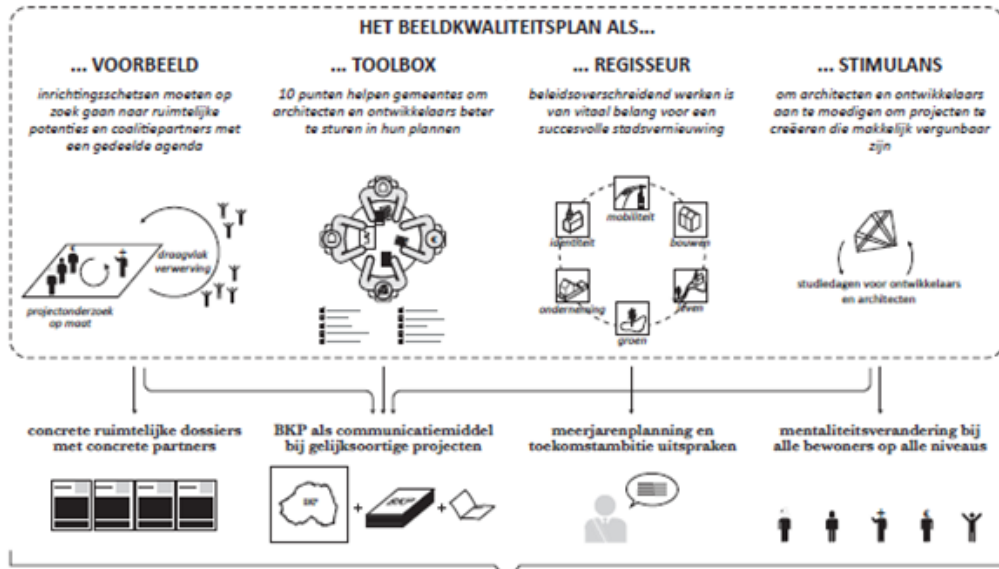 HET BEELDKWALITEITSPLAN ALS...
... VOORBEELD
inrichtingsschetsen moeten op
zoek gaan naar ruimtelijke
potenties en coalitiepartners met
een gedeelde agenda
draagvlak
verwerving
projectonderzoek
op maat
... TOOLBOX
10 punten helpen gemeentes om
architecten en ontwikkelaars beter
te sturen in hun plannen
... REGISSEUR
beleidsoverschreidend werken is
van vitaal belang voor een
succesvolle stadsvernieuwing
mobiliteit
identiteit
bouwen
onderneming
leven
groen
... STIMULANS
om architecten en ontwikkelaars
aan te moedigen om projecten te
creëeren die makkelijk vergunbaar
zijn
studiedagen voor ontwikkelaars
en architecten
concrete ruimtelijke dossiers
met concrete partners
BKP als communicatiemiddel
bij gelijksoortige projecten
BKP
+
BKP
+
meerjarenplanning en
toekomstambitie uitspraken
mentaliteitsverandering bij
alle bewoners op alle niveaus